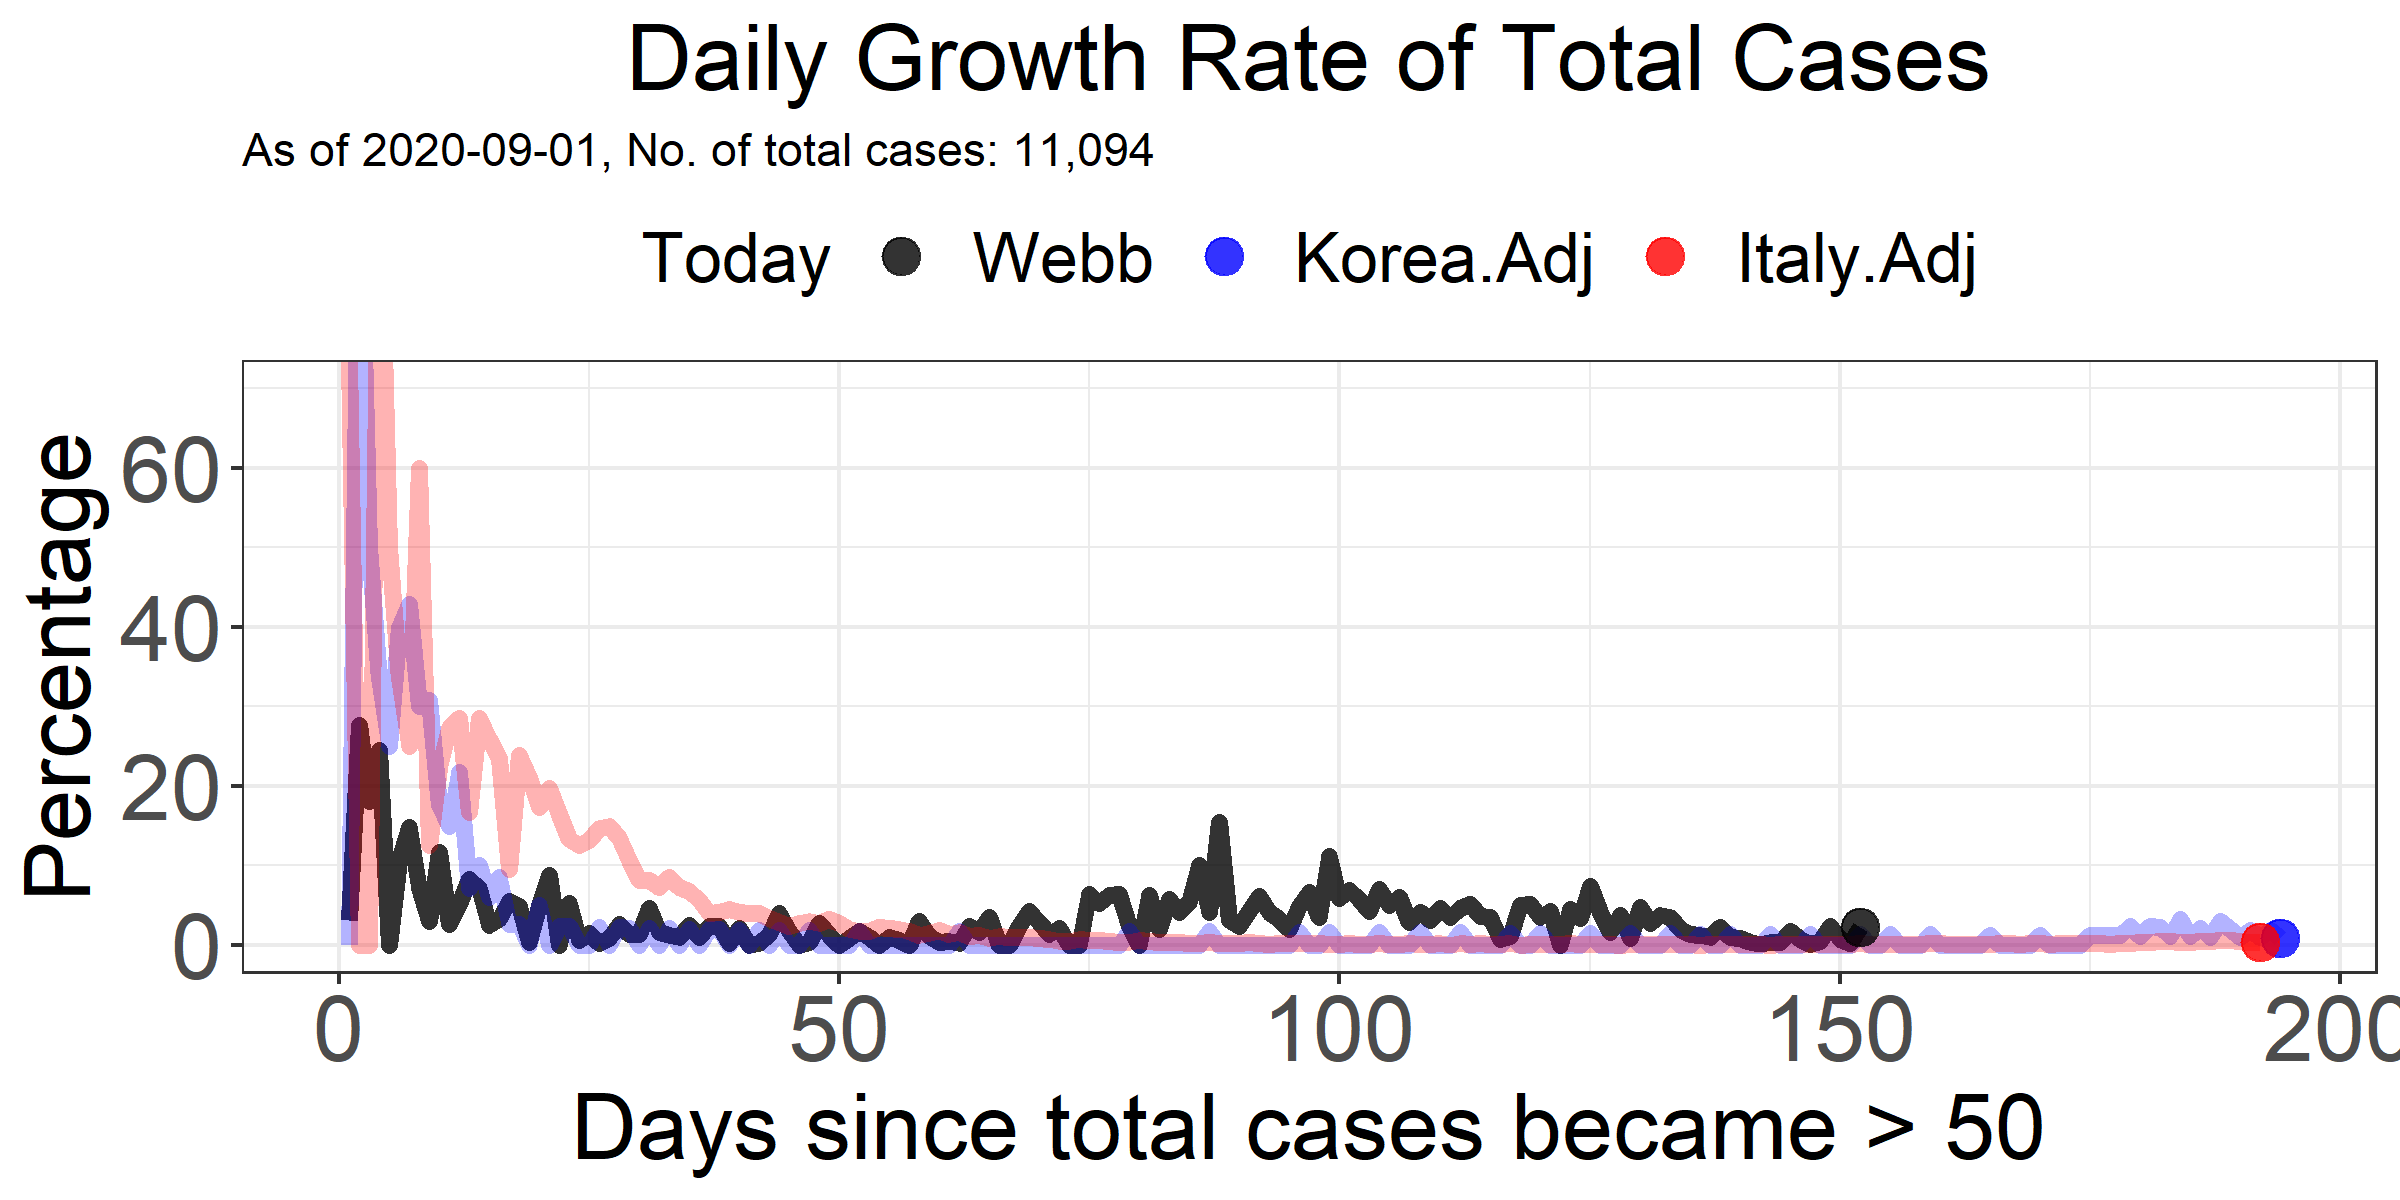 Daily Growth Rate of Total Cases
As of 2020-09-01, No. of total cases: 11,094
Today Webb Korea.Adj Italy.Adj
Percentage
60
40
20
0
0 50 100 150 200
Days since total cases became > 50